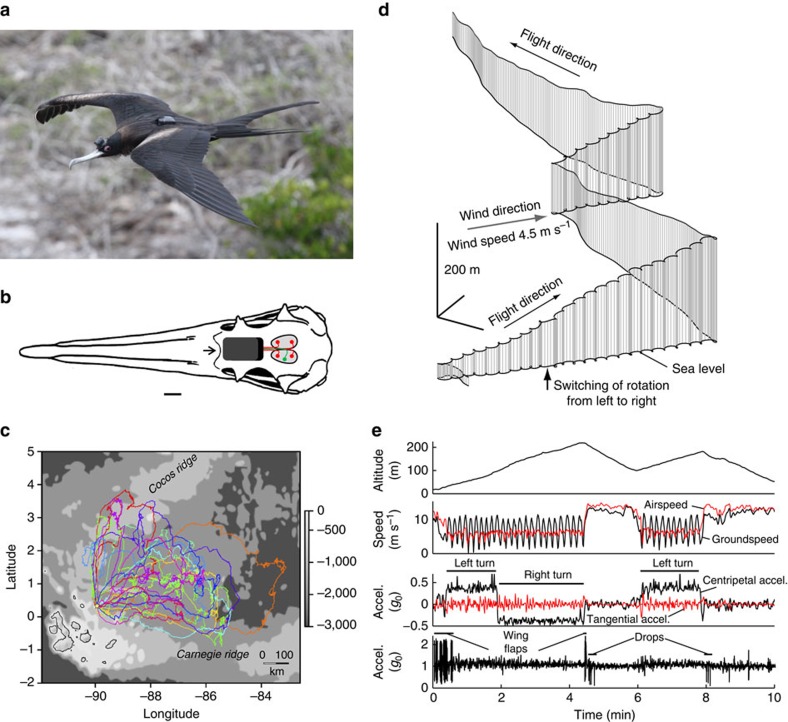 a
b
c
5
4
3
2
1
0
−1
−2
Latitude
−90
−88
−86
−84
Longitude
Cocos ridge
Carnegie ridge
0 100
km
0
−500
−1,000
−2,000
−3,000
d
Flight direction
Wind direction
Wind speed 4.5 m s−1
200 m
Flight direction
Sea level
Switching of rotation
from left to right
e
Altitude
(m)
200
100
0
Speed
(m s−1)
10
0
Airspeed
Groundspeed
Accel.
(g0)
0.5
0
−0.5
Left turn
Right turn
Left turn
Centripetal accel.
Tangential accel.
Accel.
(g0)
2
1
0
Wing
flaps
Drops
0
2
4
6
8
10
Time (min)